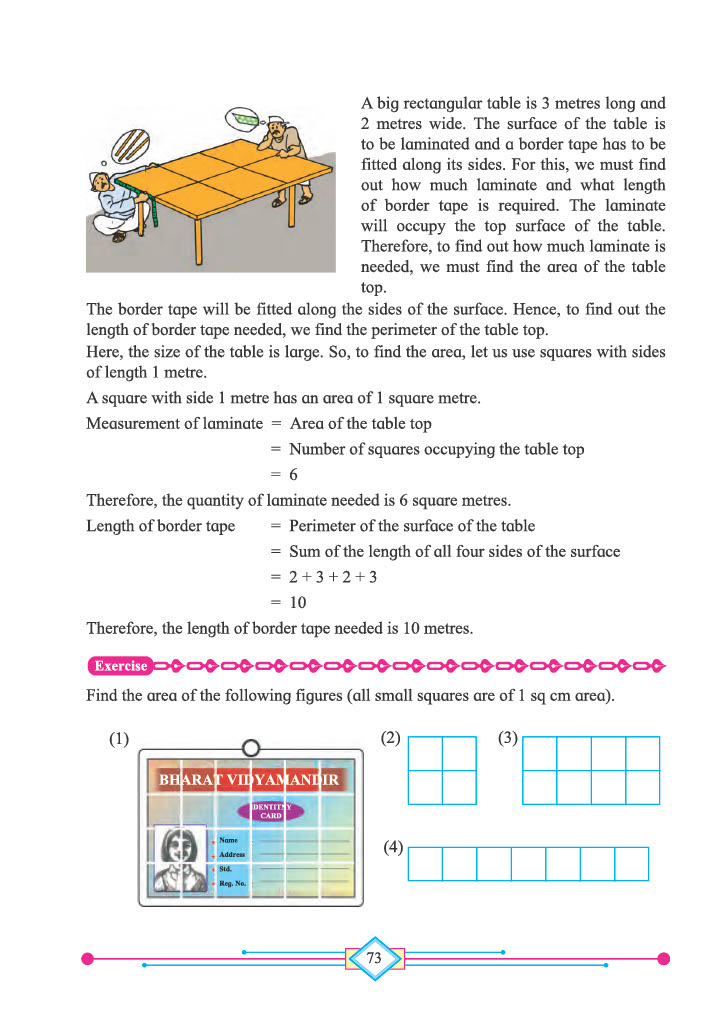 A big rectangular table is 3 metres long and
2 metres wide. The surface of the table is
to be laminated and a border tape has to be
fitted along its sides. For this, we must find
out how much laminate and what length
of border tape is required. The laminate
will occupy the top surface of the table.
Therefore, to find out how much laminate is
needed, we must find the area of the table
top.
The border tape will be fitted along the sides of the surface. Hence, to find out the
length of border tape needed, we find the perimeter of the table top.
Here, the size of the table is large. So, to find the area, let us use squares with sides
of length 1 metre.
A square with side 1 metre has an area of 1 square metre.
Measurement of laminate = Area of the table top
= Number of squares occupying the table top
= 6
Therefore, the quantity of laminate needed is 6 square metres.
Length of border tape = Perimeter of the surface of the table
= Sum of the length of all four sides of the surface
= 2 + 3 + 2 + 3
= 10
Therefore, the length of border tape needed is 10 metres.
Exercise
Find the area of the following figures (all small squares are of 1 sq cm area).
(1)
BHARAT VIDYAMANDIR
IDENTITNY
CARD
Name
Address
Std.
Reg. No.
(2)
(3)
(4)
73